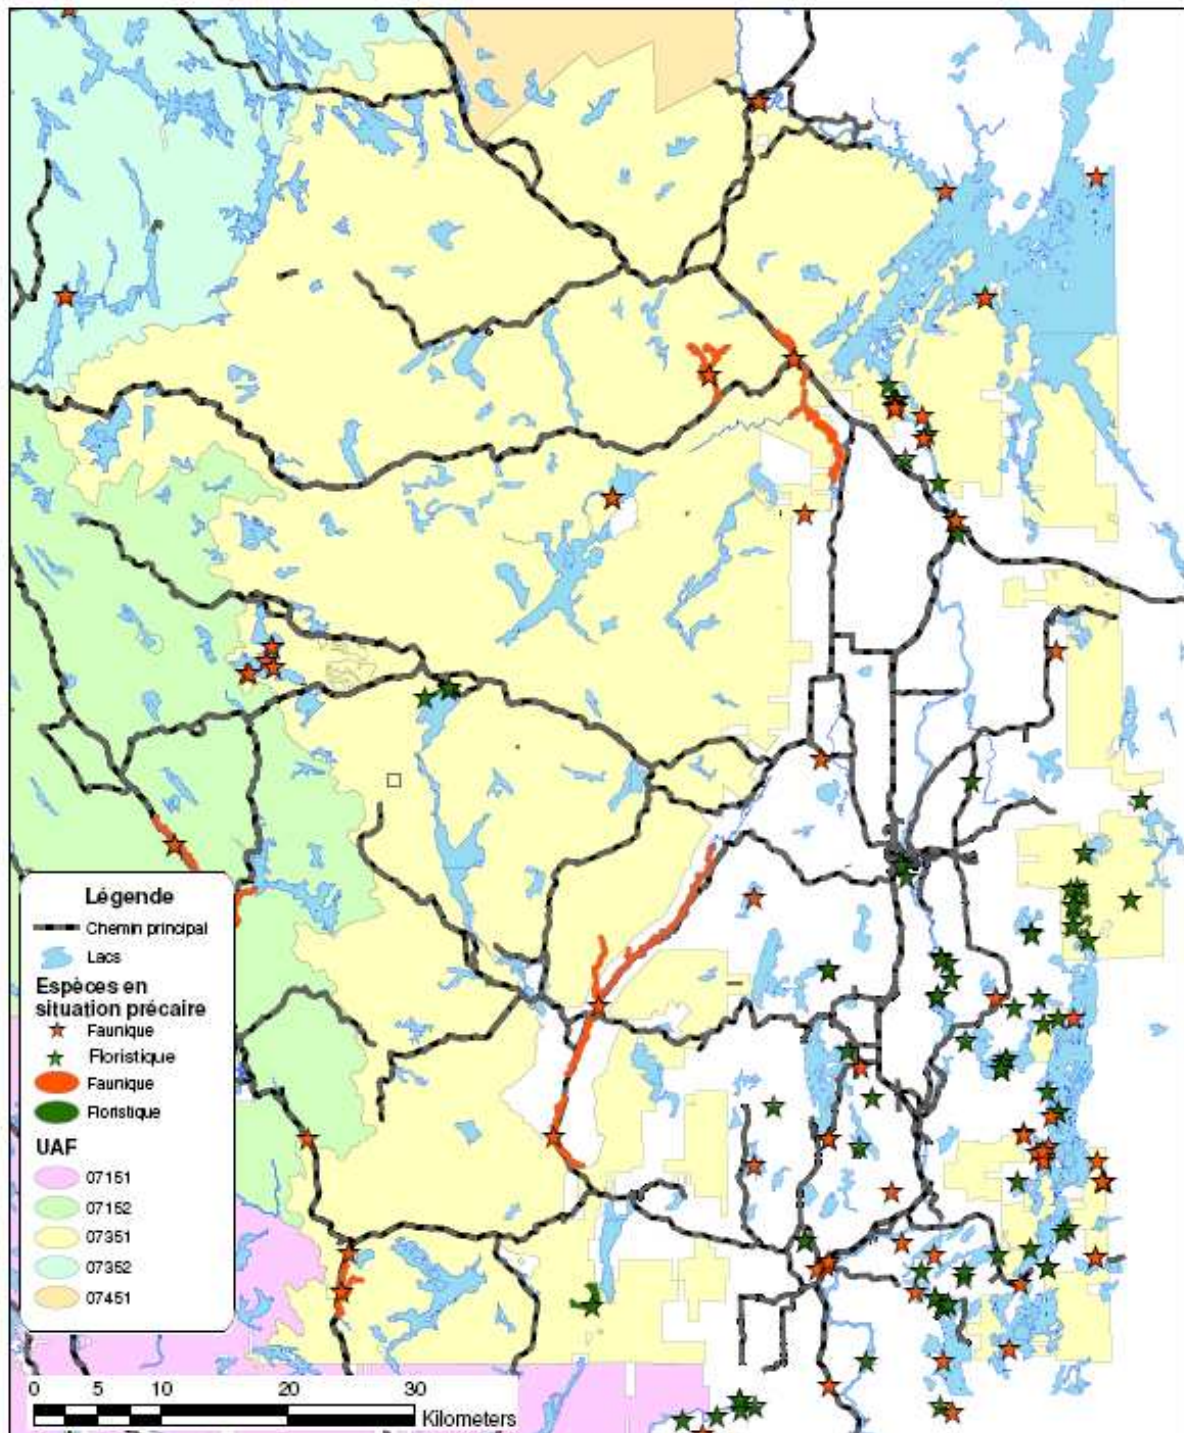 Légende
Chemin principal
Lacs
Espèces en
situation précaire
Faunique
Floristique
Faunique
Floristique
UAF
07151
07152
07351
07352
07451
0 5 10 20 30
Kilometers